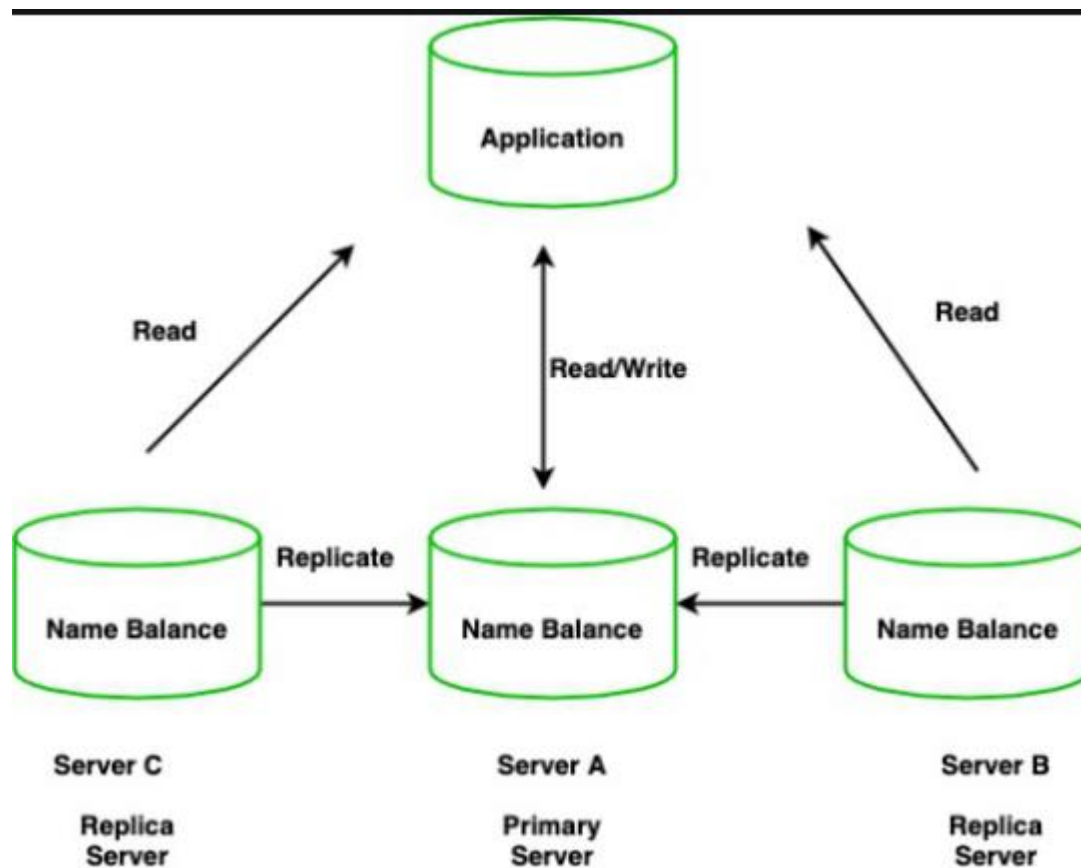 Application
Read
Read
Read/Write
Replicate
Replicate
Name Balance
Name Balance
Name Balance
Server C
Server A
Server B
Replica
Server
Primary
Server
Replica
Server